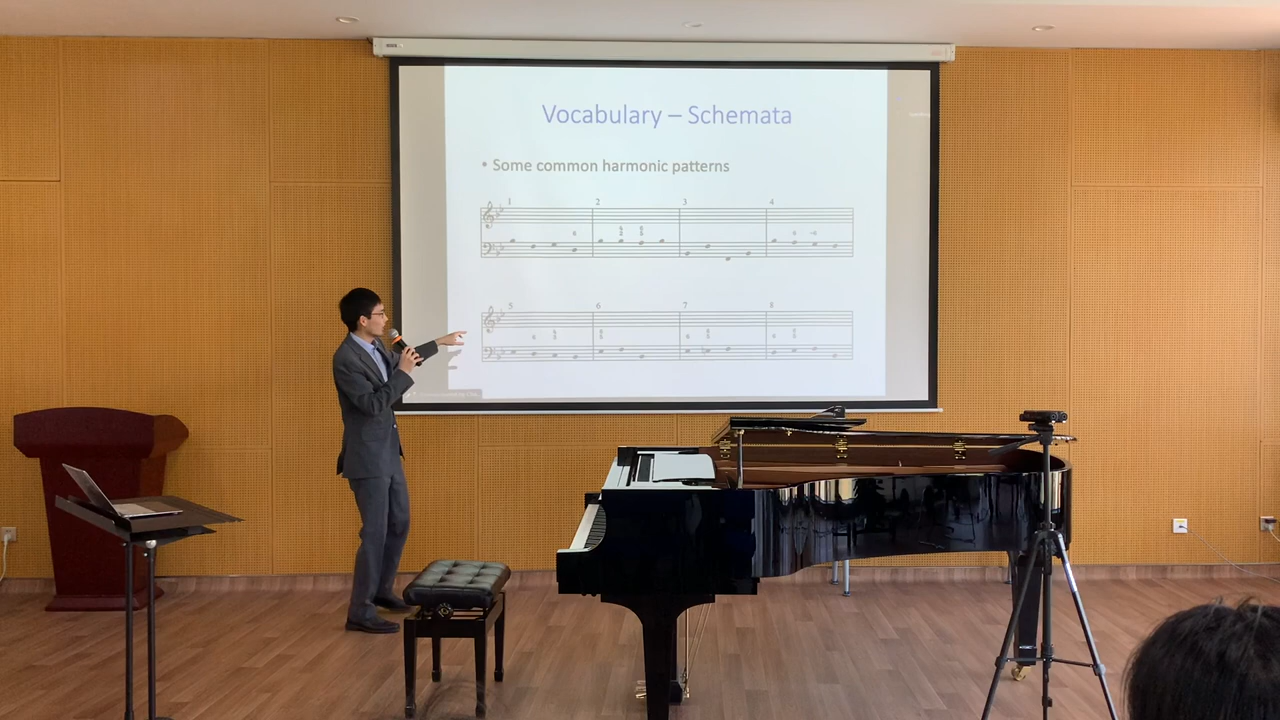 Vocabulary – Schemata
• Some common harmonic patterns
1 2 3 4
5 6 7 8